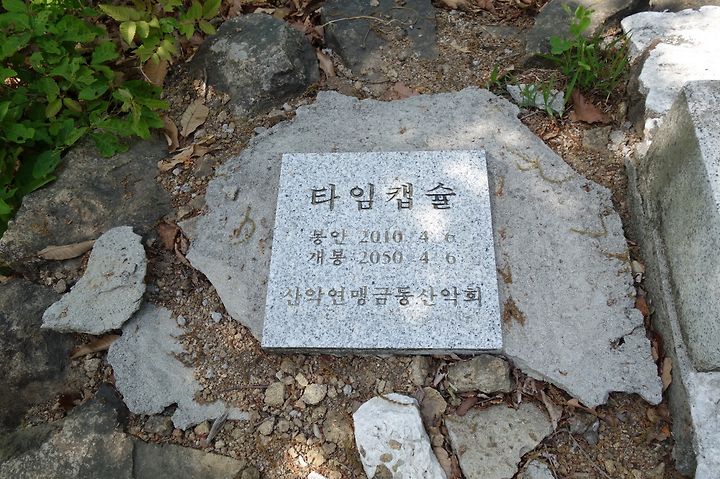 타임캡슐
봉안 2010. 4. 6
개봉 2050. 4. 6
산악연맹금동산악회